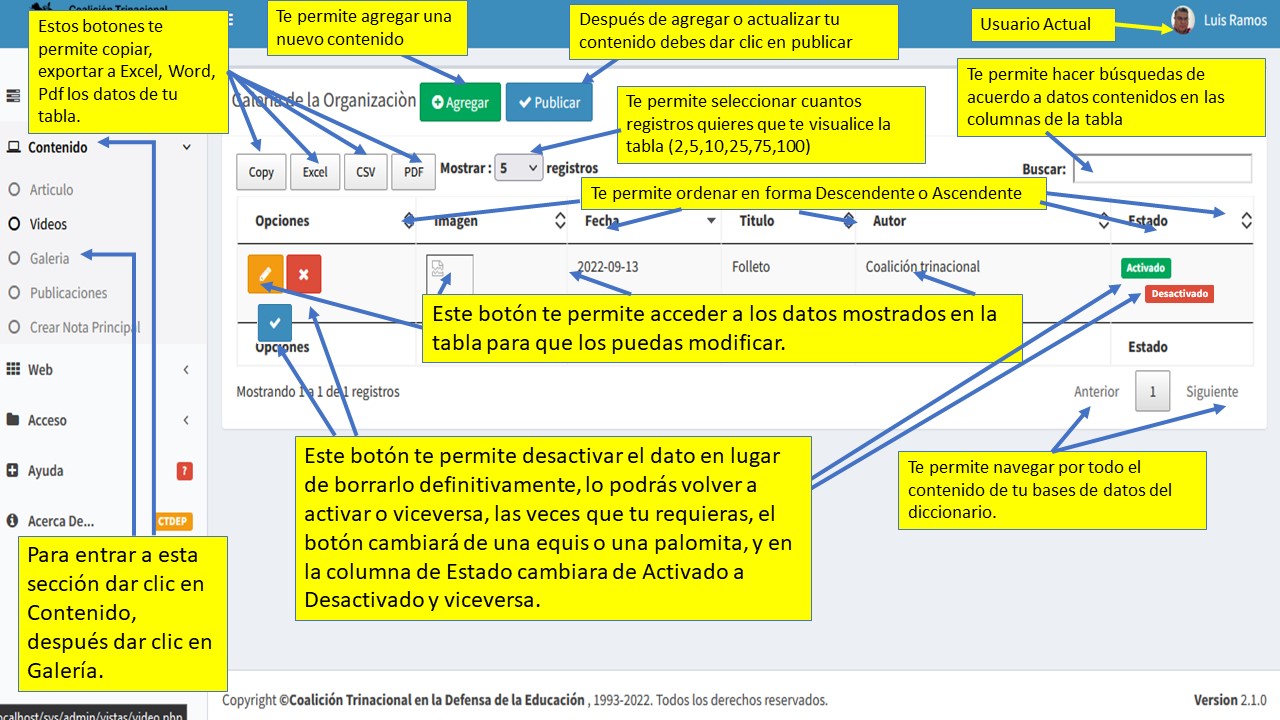 Coalición Trinacional
Estos botones te
permite copiar,
exportar a Excel, Word,
Pdf los datos de tu
tabla.
Te permite agregar una
nuevo contenido
Después de agregar o actualizar tu
contenido debes dar clic en publicar
Usuario Actual
Luis Ramos
Galería de la Organizaciòn
Agregar
Publicar
Te permite seleccionar cuantos
registros quieres que te visualice la
tabla (2,5,10,25,75,100)
Te permite hacer búsquedas de
acuerdo a datos contenidos en las
columnas de la tabla
Contenido
Articulo
Videos
Galeria
Publicaciones
Crear Nota Principal
Web
Acceso
Ayuda ?
Acerca De... CTDEP
Copy Excel CSV PDF Mostrar : 5 registros
Buscar:
Te permite ordenar en forma Descendente o Ascendente
Opciones Imagen Fecha Titulo Autor Estado
2022-09-13 Folleto Coalición trinacional Activado
Desactivado
Este botón te permite acceder a los datos mostrados en la
tabla para que los puedas modificar.
Opciones Estado
Mostrando 1 a 1 de 1 registros
Anterior 1 Siguiente
Este botón te permite desactivar el dato en lugar
de borrarlo definitivamente, lo podrás volver a
activar o viceversa, las veces que tu requieras, el
botón cambiará de una equis o una palomita, y en
la columna de Estado cambiara de Activado a
Desactivado y viceversa.
Te permite navegar por todo el
contenido de tu bases de datos del
diccionario.
Para entrar a esta
sección dar clic en
Contenido,
después dar clic en
Galería.
Copyright ©Coalición Trinacional en la Defensa de la Educación , 1993-2022. Todos los derechos reservados.
Version 2.1.0
ocalhost/sys/admin/vistas/video.php